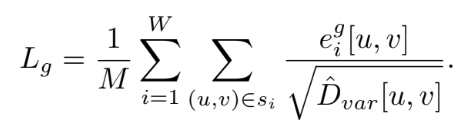 $$L_g = \frac{1}{M} \sum_{i=1}^{W} \sum_{(u,v) \in s_i} \frac{e_i^g[u,v]}{\sqrt{\hat{D}_{var}[u,v]}}.$$